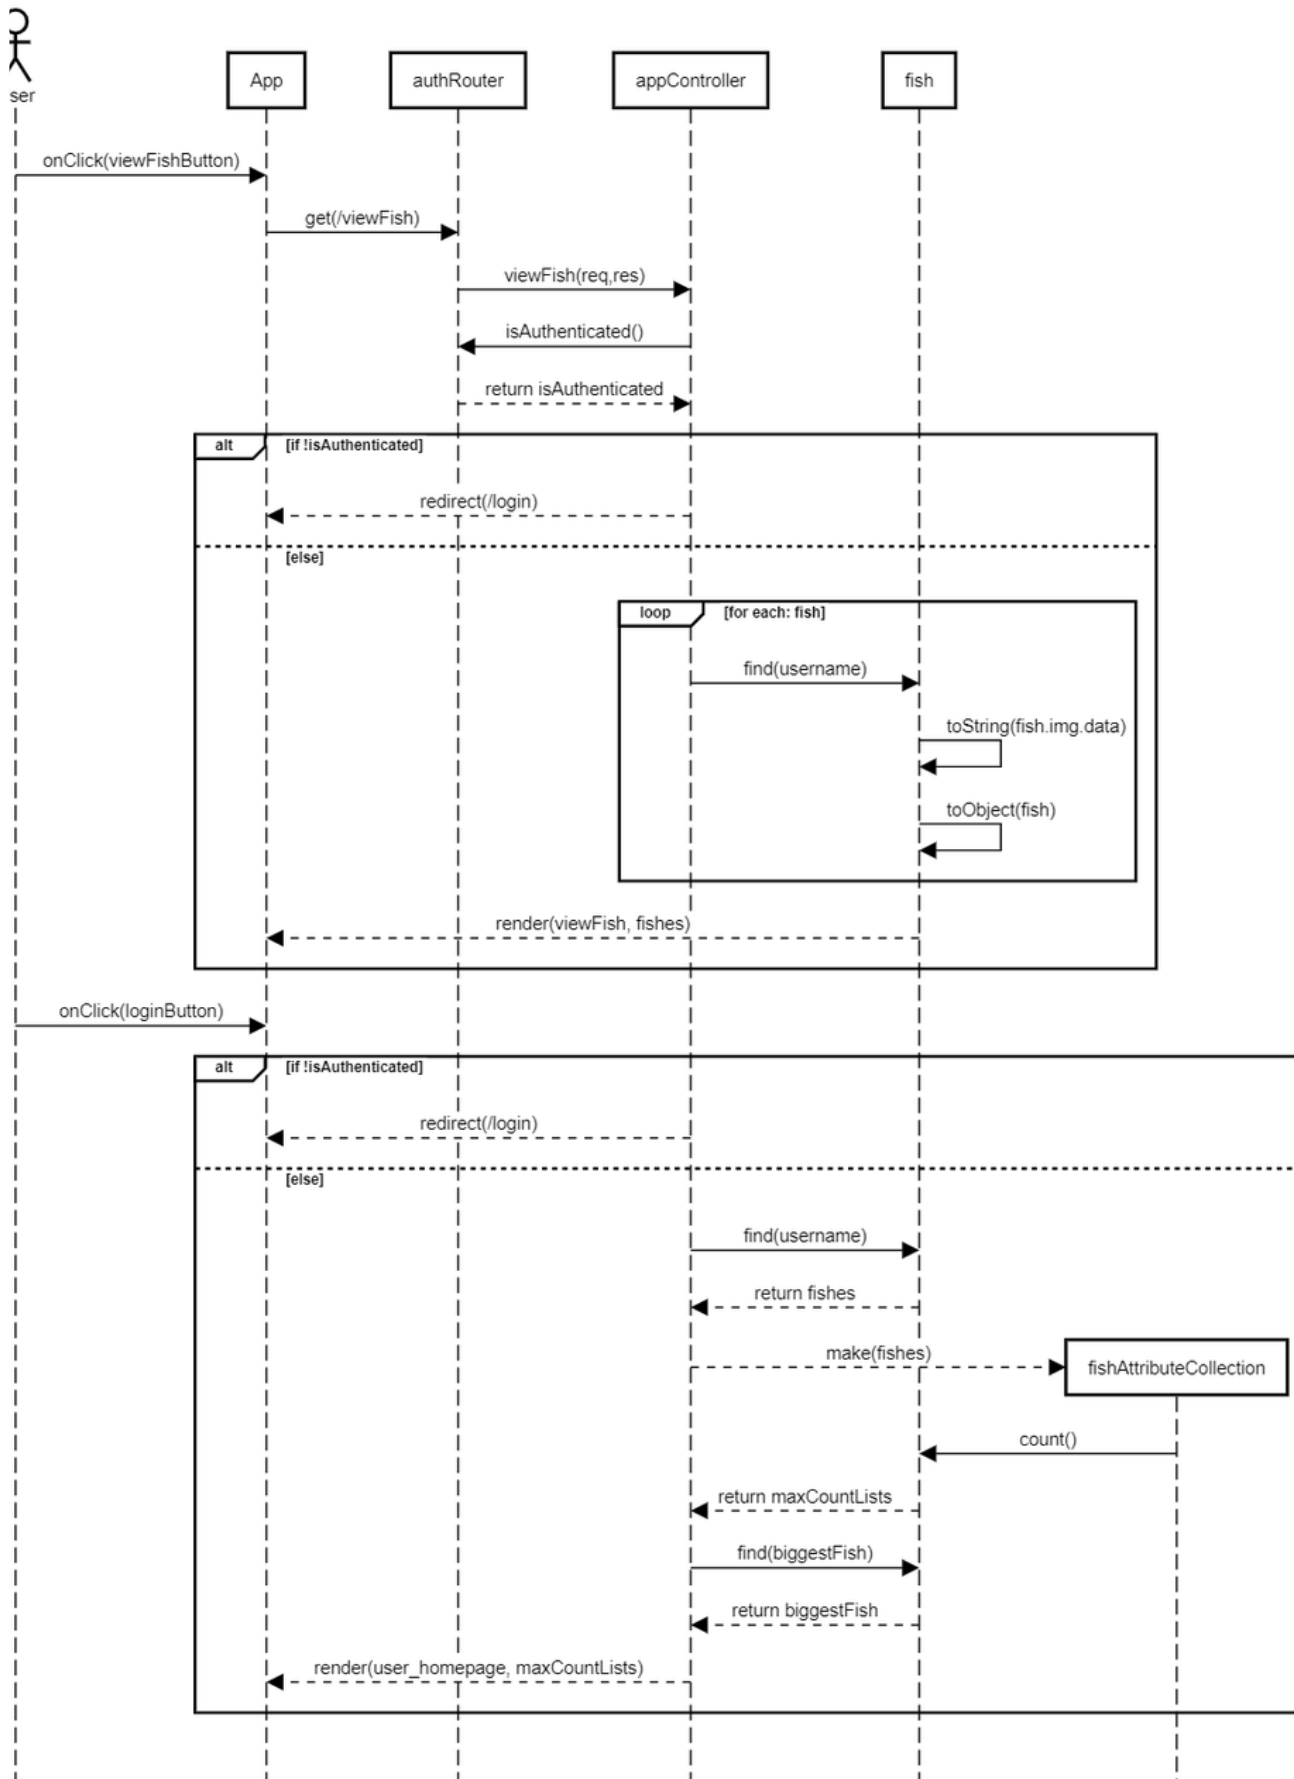 ser
App
authRouter
appController
fish
onClick(viewFishButton)
get(/viewFish)
viewFish(req,res)
isAuthenticated()
return isAuthenticated
alt
[if !isAuthenticated]
redirect(/login)
[else]
loop
[for each: fish]
find(username)
toString(fish.img.data)
toObject(fish)
render(viewFish, fishes)
onClick(loginButton)
alt
[if !isAuthenticated]
redirect(/login)
[else]
find(username)
return fishes
make(fishes)
fishAttributeCollection
count()
return maxCountLists
find(biggestFish)
return biggestFish
render(user_homepage, maxCountLists)